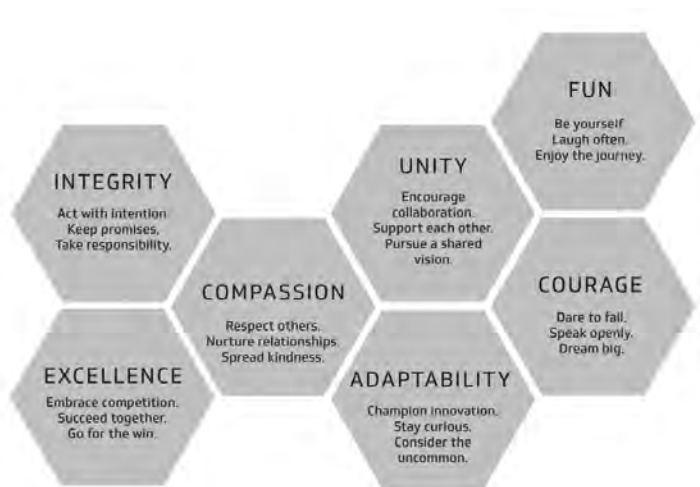 FUN
Be yourself
Laugh often.
Enjoy the journey.
INTEGRITY
Act with intention
Keep promises,
Take responsibility.
UNITY
Encourage
collaboration.
Support each other.
Pursue a shared
vision.
COMPASSION
Respect others.
Nurture relationships.
Spread kindness.
COURAGE
Dare to fail.
Speak openly.
Dream big.
EXCELLENCE
Embrace competition.
Succeed together.
Go for the win.
ADAPTABILITY
Champion innovation.
Stay curious.
Consider the
uncommon.